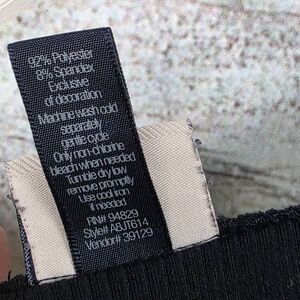 92% Polyester
8% Spandex
Exclusive
of decoration
Machine wash cold
separately
gentle cycle
Only non-chlorine
bleach when needed
Tumble dry low
remove promptly
Use cool iron
if needed
RN# 94829
Style# ABJT614
Vendor# 39129